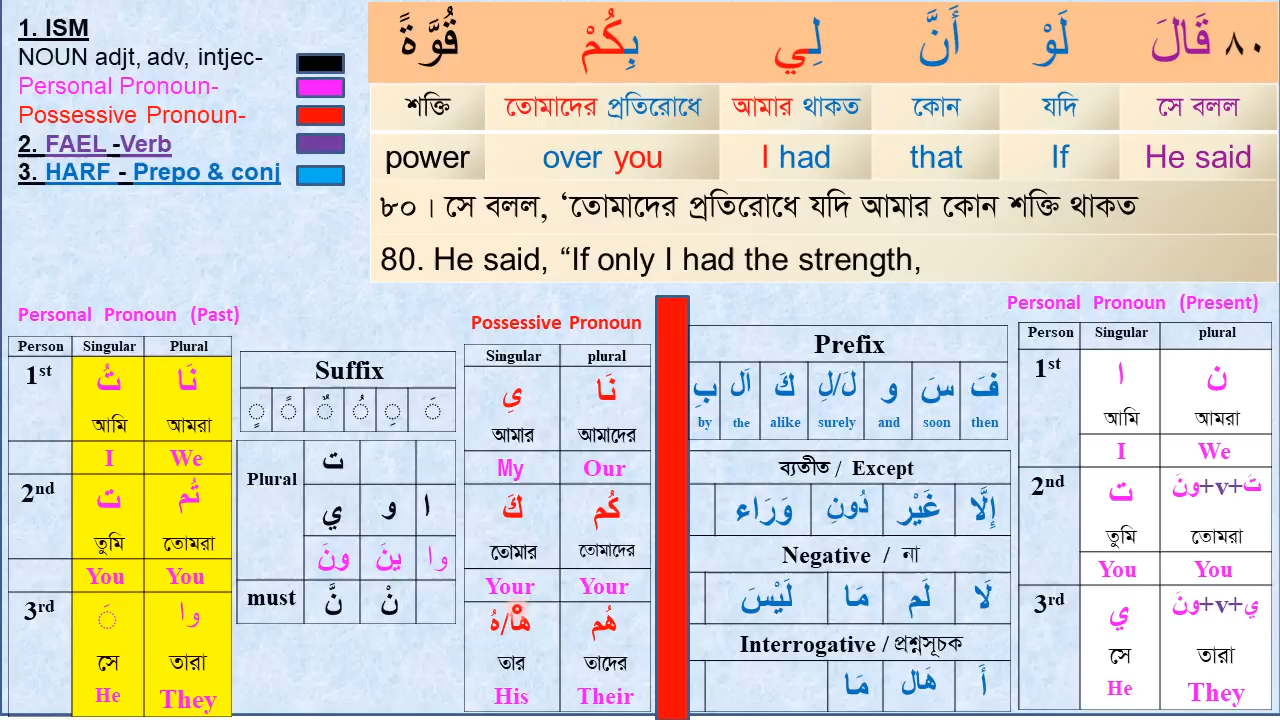 1. ISM
NOUN adjt, adv, intjec-
Personal Pronoun-
Possessive Pronoun-
2. FAEL -Verb
3. HARF - Prepo & conj
٨٠ قَالَ لَوْ أَنَّ لِي بِكُمْ قُوَّةً
শক্তি তোমাদের প্রতিরোধে আমার থাকত কোন যদি সে বলল
power over you I had that If He said
৮০। সে বলল, ‘তোমাদের প্রতিরোধে যদি আমার কোন শক্তি থাকত
80. He said, “If only I had the strength,
Personal Pronoun (Past)
Person Singular Plural
1st تُ نَا
আমি আমরা
I We
2nd ت تُم
তুমি তোমরা
You You
3rd َ وا
সে তারা
He They
Suffix
ٍ ً ٌ ُ ِ َ
Plural ت
ي و ا
ونَ ينَ وا
must نَّ نْ
Possessive Pronoun
Singular plural
يِ نَا
আমার আমাদের
My Our
كَ كُم
তোমার তোমাদের
Your Your
هُ/هَا هُم
তার তাদের
His Their
Prefix
بِ اَل كَ لَ/لِ و سَ فَ
by the alike surely and soon then
ব্যতীত / Except
وَرَاء دُونِ غَيْر إِلَّا
Negative / না
لَيْسَ مَا لَم لَا
Interrogative / প্রশ্নসূচক
مَا هَال أَ
Personal Pronoun (Present)
Person Singular plural
1st ا ن
আমি আমরা
I We
2nd ت تَ+v+ونَ
তুমি তোমরা
You You
3rd ي ي+v+ونَ
সে তারা
He They